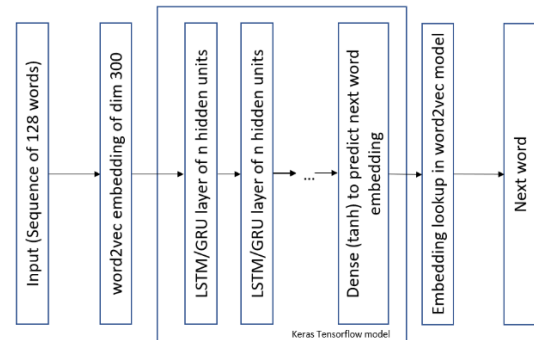 Input (Sequence of 128 words)
word2vec embedding of dim 300
LSTM/GRU layer of n hidden units
LSTM/GRU layer of n hidden units
...
Dense (tanh) to predict next word
embedding
Embedding lookup in word2vec model
Next word
Keras Tensorflow model